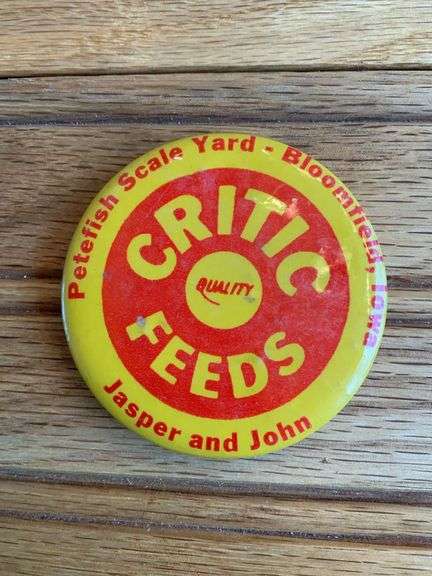 Petefish Scale Yard - Bloomfield, Iowa
CRITIC
QUALITY
FEEDS
Jasper and John